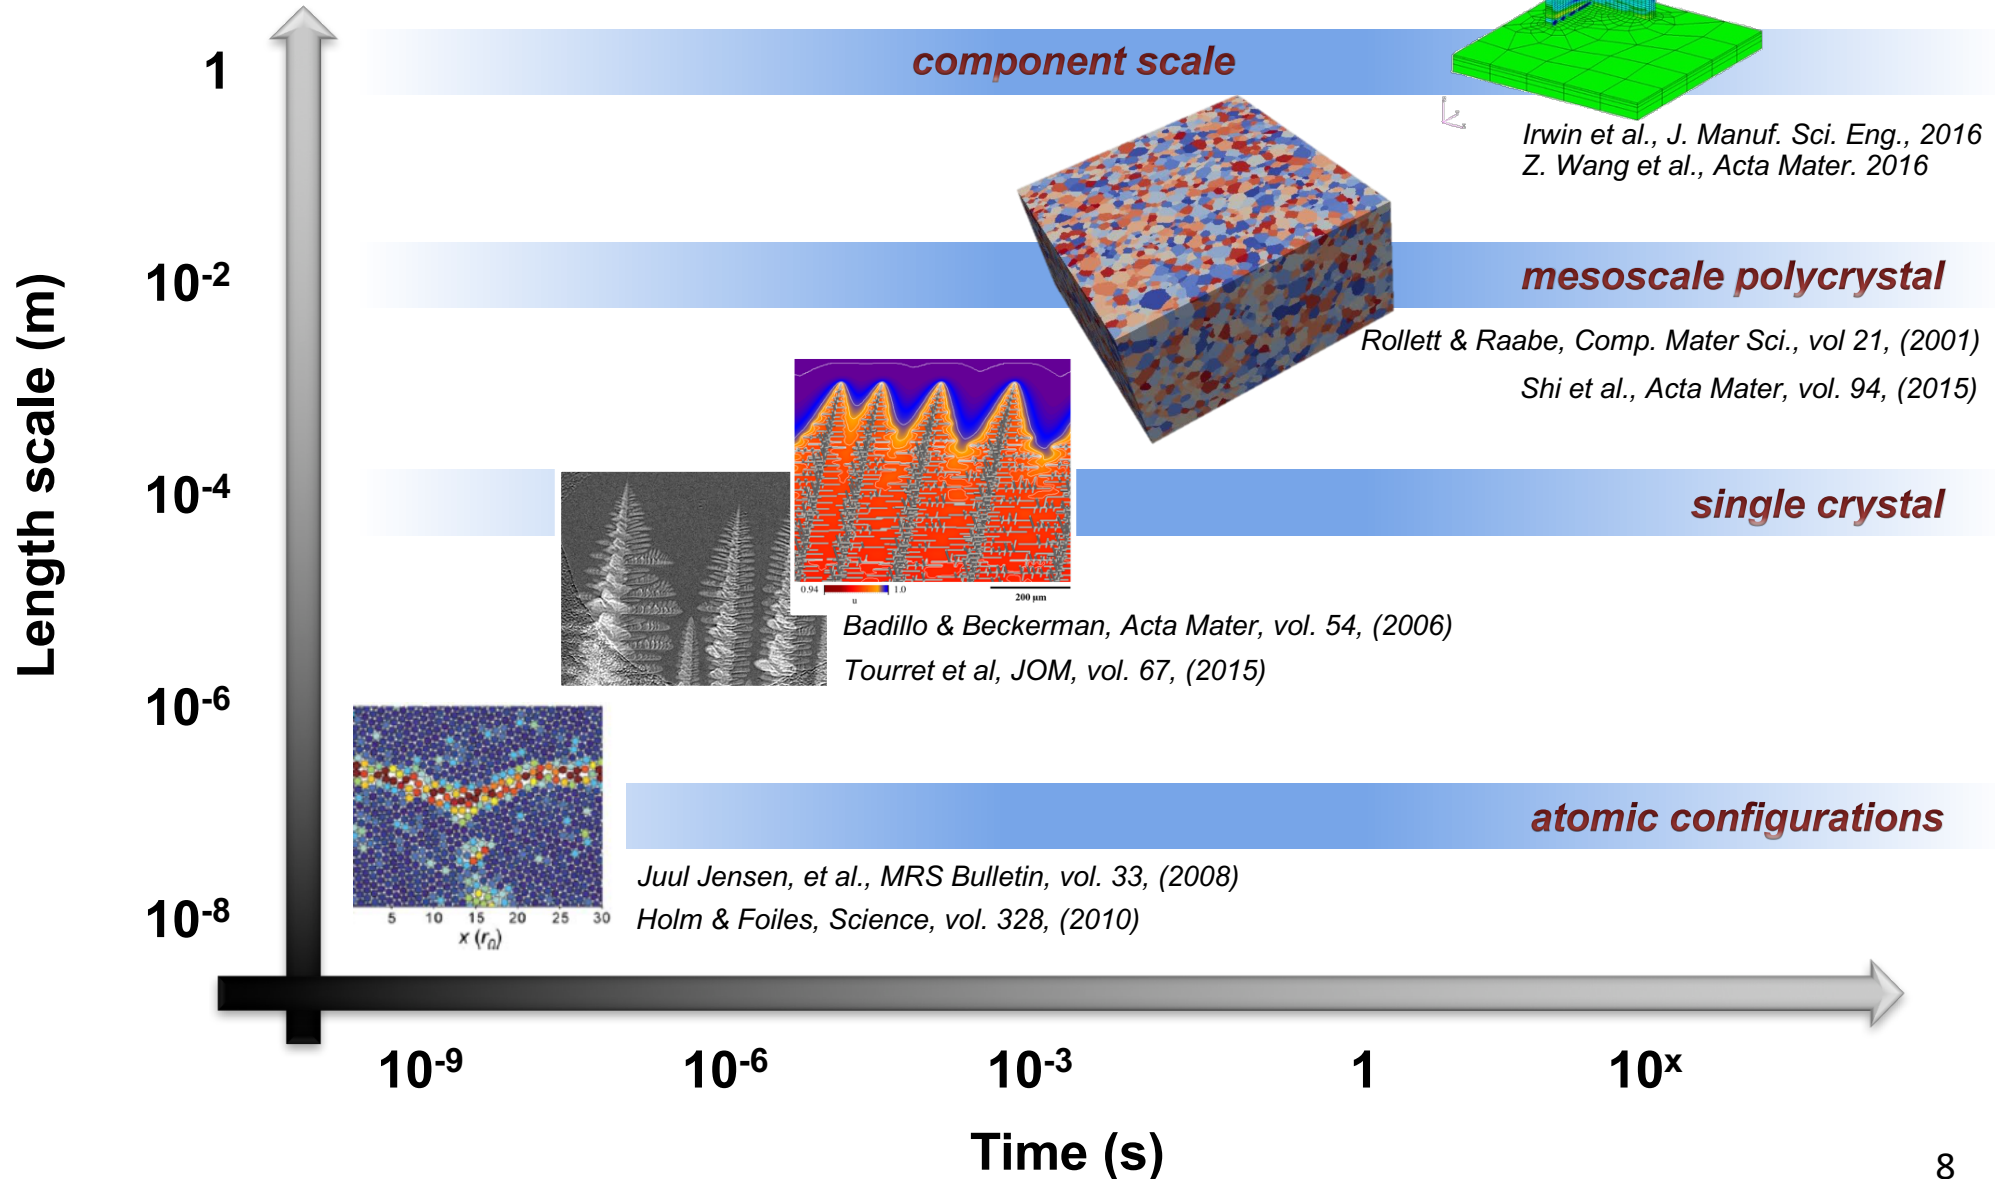 1
component scale
Irwin et al., J. Manuf. Sci. Eng., 2016
Z. Wang et al., Acta Mater. 2016
10⁻²
mesoscale polycrystal
Rollett & Raabe, Comp. Mater Sci., vol 21, (2001)
Shi et al., Acta Mater, vol. 94, (2015)
Length scale (m)
10⁻⁴
single crystal
0.94 1.0
u
200 μm
Badillo & Beckerman, Acta Mater, vol. 54, (2006)
Tourret et al, JOM, vol. 67, (2015)
10⁻⁶
atomic configurations
Juul Jensen, et al., MRS Bulletin, vol. 33, (2008)
10⁻⁸
Holm & Foiles, Science, vol. 328, (2010)
5 10 15 20 25 30
x (r₀)
10⁻⁹ 10⁻⁶ 10⁻³ 1 10ˣ
Time (s)
8